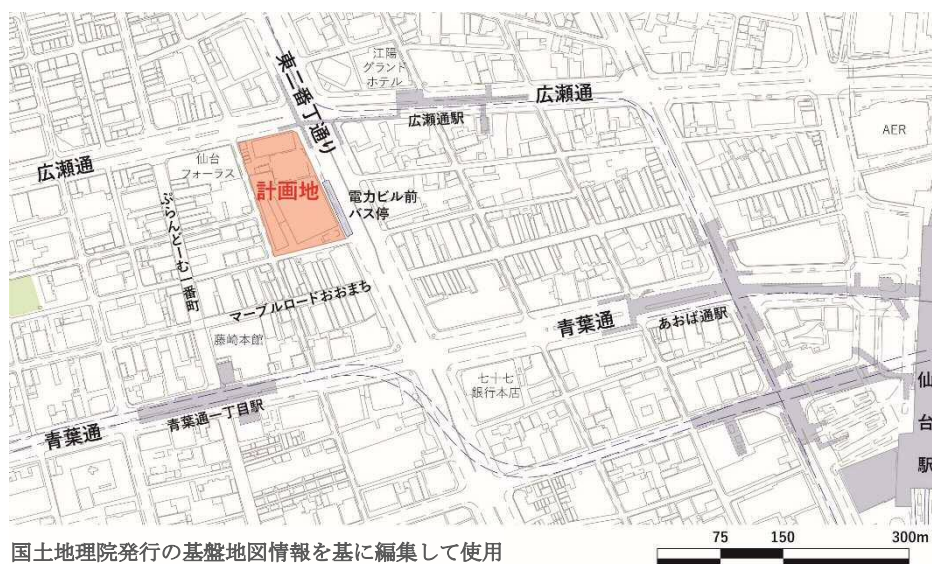 江陽
グランド
ホテル
東二番丁通り
広瀬通
広瀬通駅
AER
広瀬通
仙台
フォーラス
計画地
電力ビル前
バス停
ぶらんどーむ一番町
マーブルロードおおまち
青葉通
あおば通駅
藤崎本館
七十七
銀行本店
青葉通一丁目駅
青葉通
仙台駅
国土地理院発行の基盤地図情報を基に編集して使用
75 150 300m